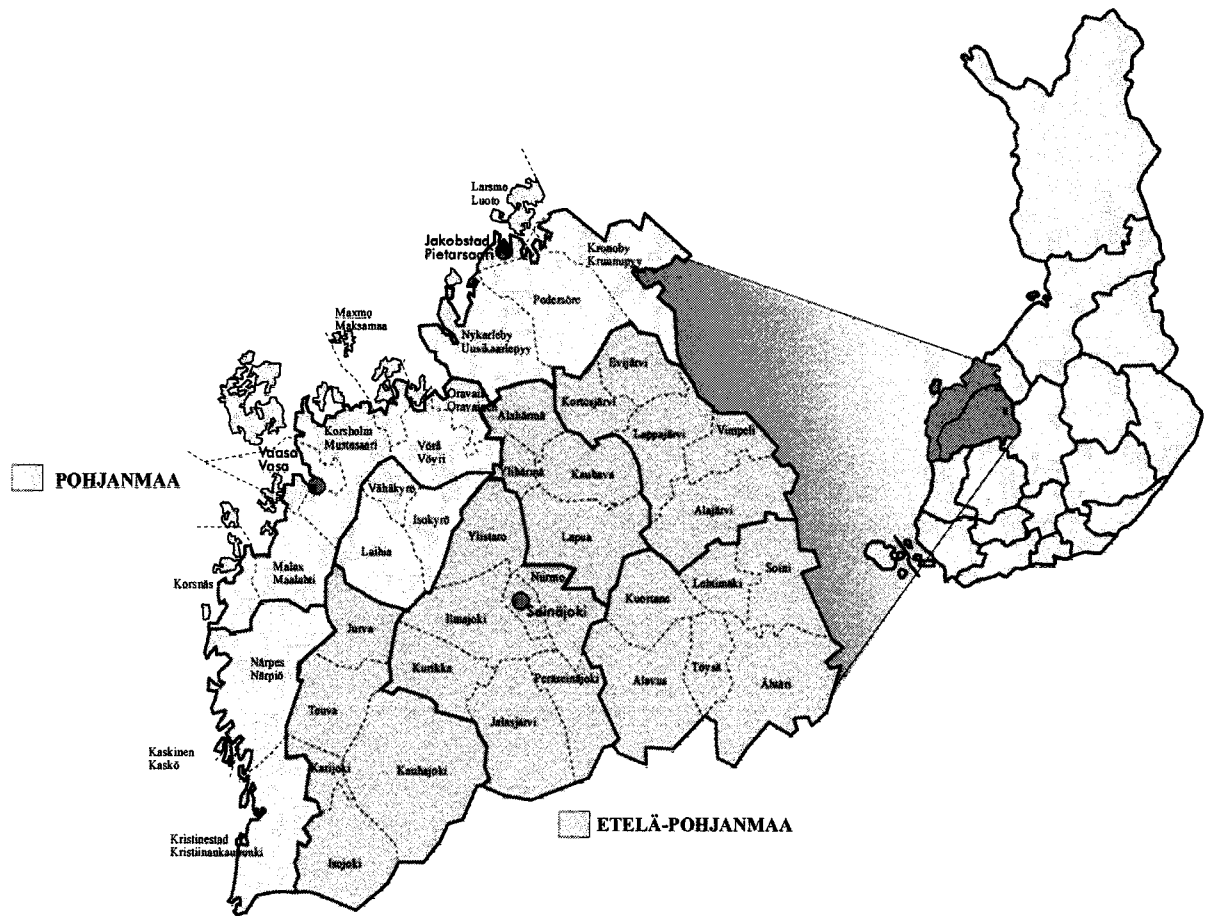 Larsmo
Luoto
Jakobstad
Pietarsaari
Kronoby
Kruunupyy
Pedersöre
Maxmo
Maksamaa
Nykarleby
Uusikaarlepyy
Evijärvi
Oravais
Oravainen
Alahärmä
Kortesjärvi
Lappajärvi
Vimpeli
Korsholm
Mustasaari
Vörå
Vöyri
Vaasa
Vasa
Ylihärmä
Kauhava
POHJANMAA
Vähäkyrö
Isokyrö
Alajärvi
Ylistaro
Lapua
Laihia
Soini
Malax
Maalahti
Korsnäs
Nurmo
Lehtimäki
Kuortane
Seinäjoki
Ilmajoki
Jurva
Närpes
Närpiö
Kurikka
Peräseinäjoki
Alavus
Töysä
Ähtäri
Teuva
Jalasjärvi
Kaskinen
Kaskö
Karijoki
Kauhajoki
ETELÄ-POHJANMAA
Kristinestad
Kristiinankaupunki
Isojoki